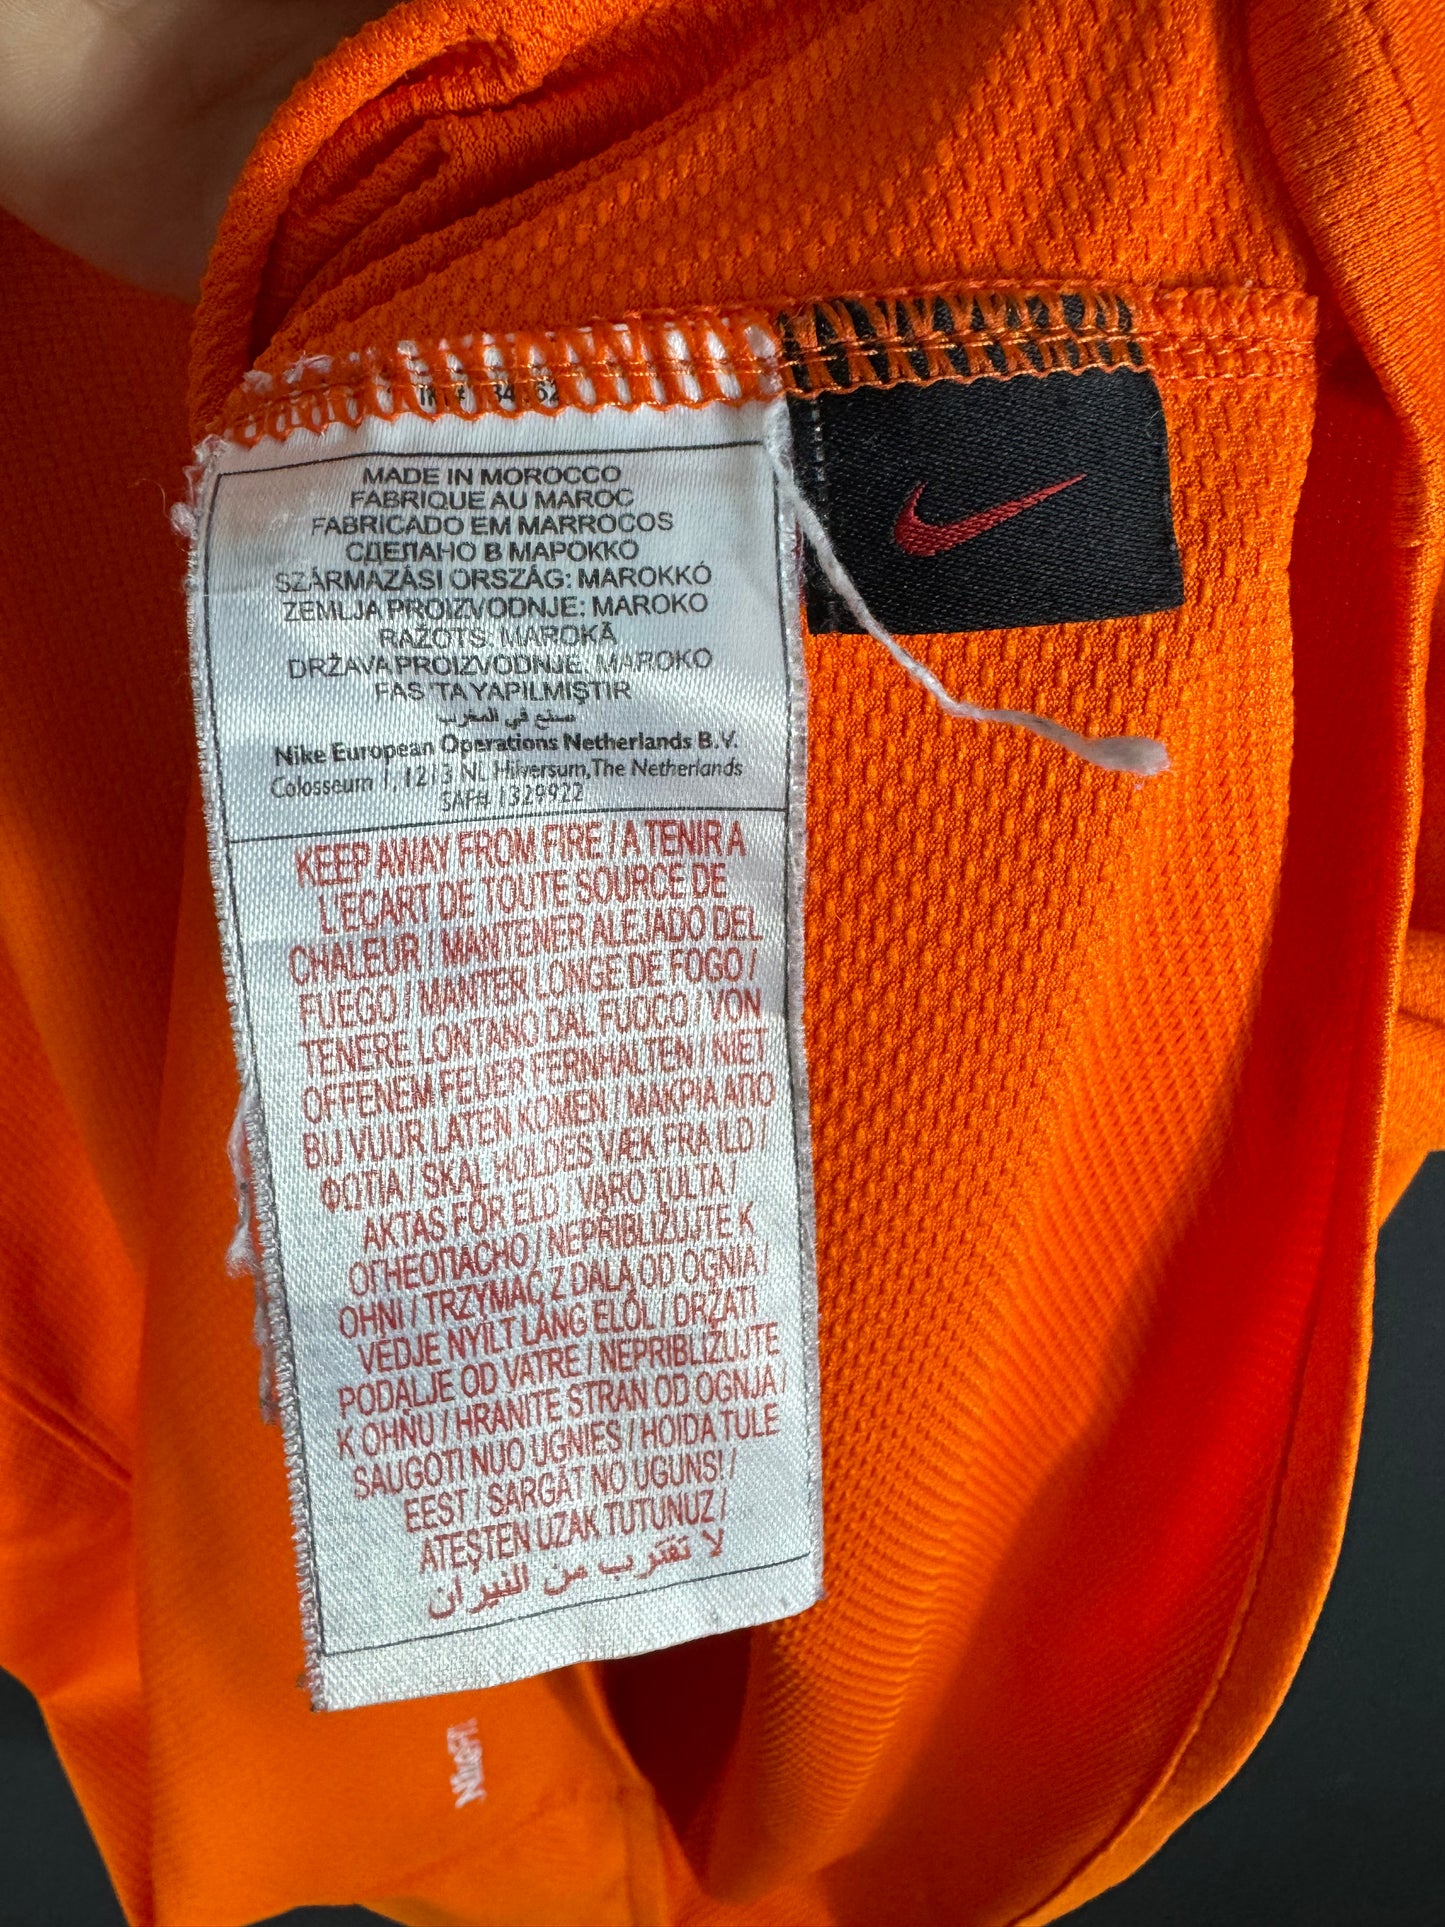 MADE IN MOROCCO
FABRIQUE AU MAROC
FABRICADO EM MARROCOS
СДЕЛАНО В МАРОККО
SZÁRMAZÁSI ORSZÁG: MAROKKÓ
ZEMLJA PROIZVODNJE: MAROKO
RAŽOTS: MAROKĀ
DRŽAVA PROIZVODNJE: MAROKO
FAS 'TA YAPILMIŞTIR
صنع في المغرب
Nike European Operations Netherlands B.V.
Colosseum 1, 1213 NL Hilversum, The Netherlands
SAF# 1329922
KEEP AWAY FROM FIRE / A TENIR A
L'ECART DE TOUTE SOURCE DE
CHALEUR / MANTENER ALEJADO DEL
FUEGO / MANTER LONGE DE FOGO /
TENERE LONTANO DAL FUOCO / VON
OFFENEM FEUER FERNHALTEN / NIET
BIJ VUUR LATEN KOMEN / ΜΑΚΡΙΑ ΑΠΟ
ΦΩΤΙΑ / SKAL HOLDES VÆK FRA ILD /
AKTAS FÖR ELD / VARO TULTA /
ОГНЕОПАСНО / NEPRIBLIŽUJTE K
OHNI / TRZYMAĆ Z DALA OD OGNIA /
VÉDJE NYÍLT LÁNG ELŐL / DRŽATI
PODALJE OD VATRE / NEPRIBLIŽUJTE
K OHŇU / HRANITE STRAN OD OGNJA /
SAUGOTI NUO UGNIES / HOIDA TULE
EEST / SARGĀT NO UGUNS! /
ATEŞTEN UZAK TUTUNUZ /
لا تقترب من النيران
NikeFit